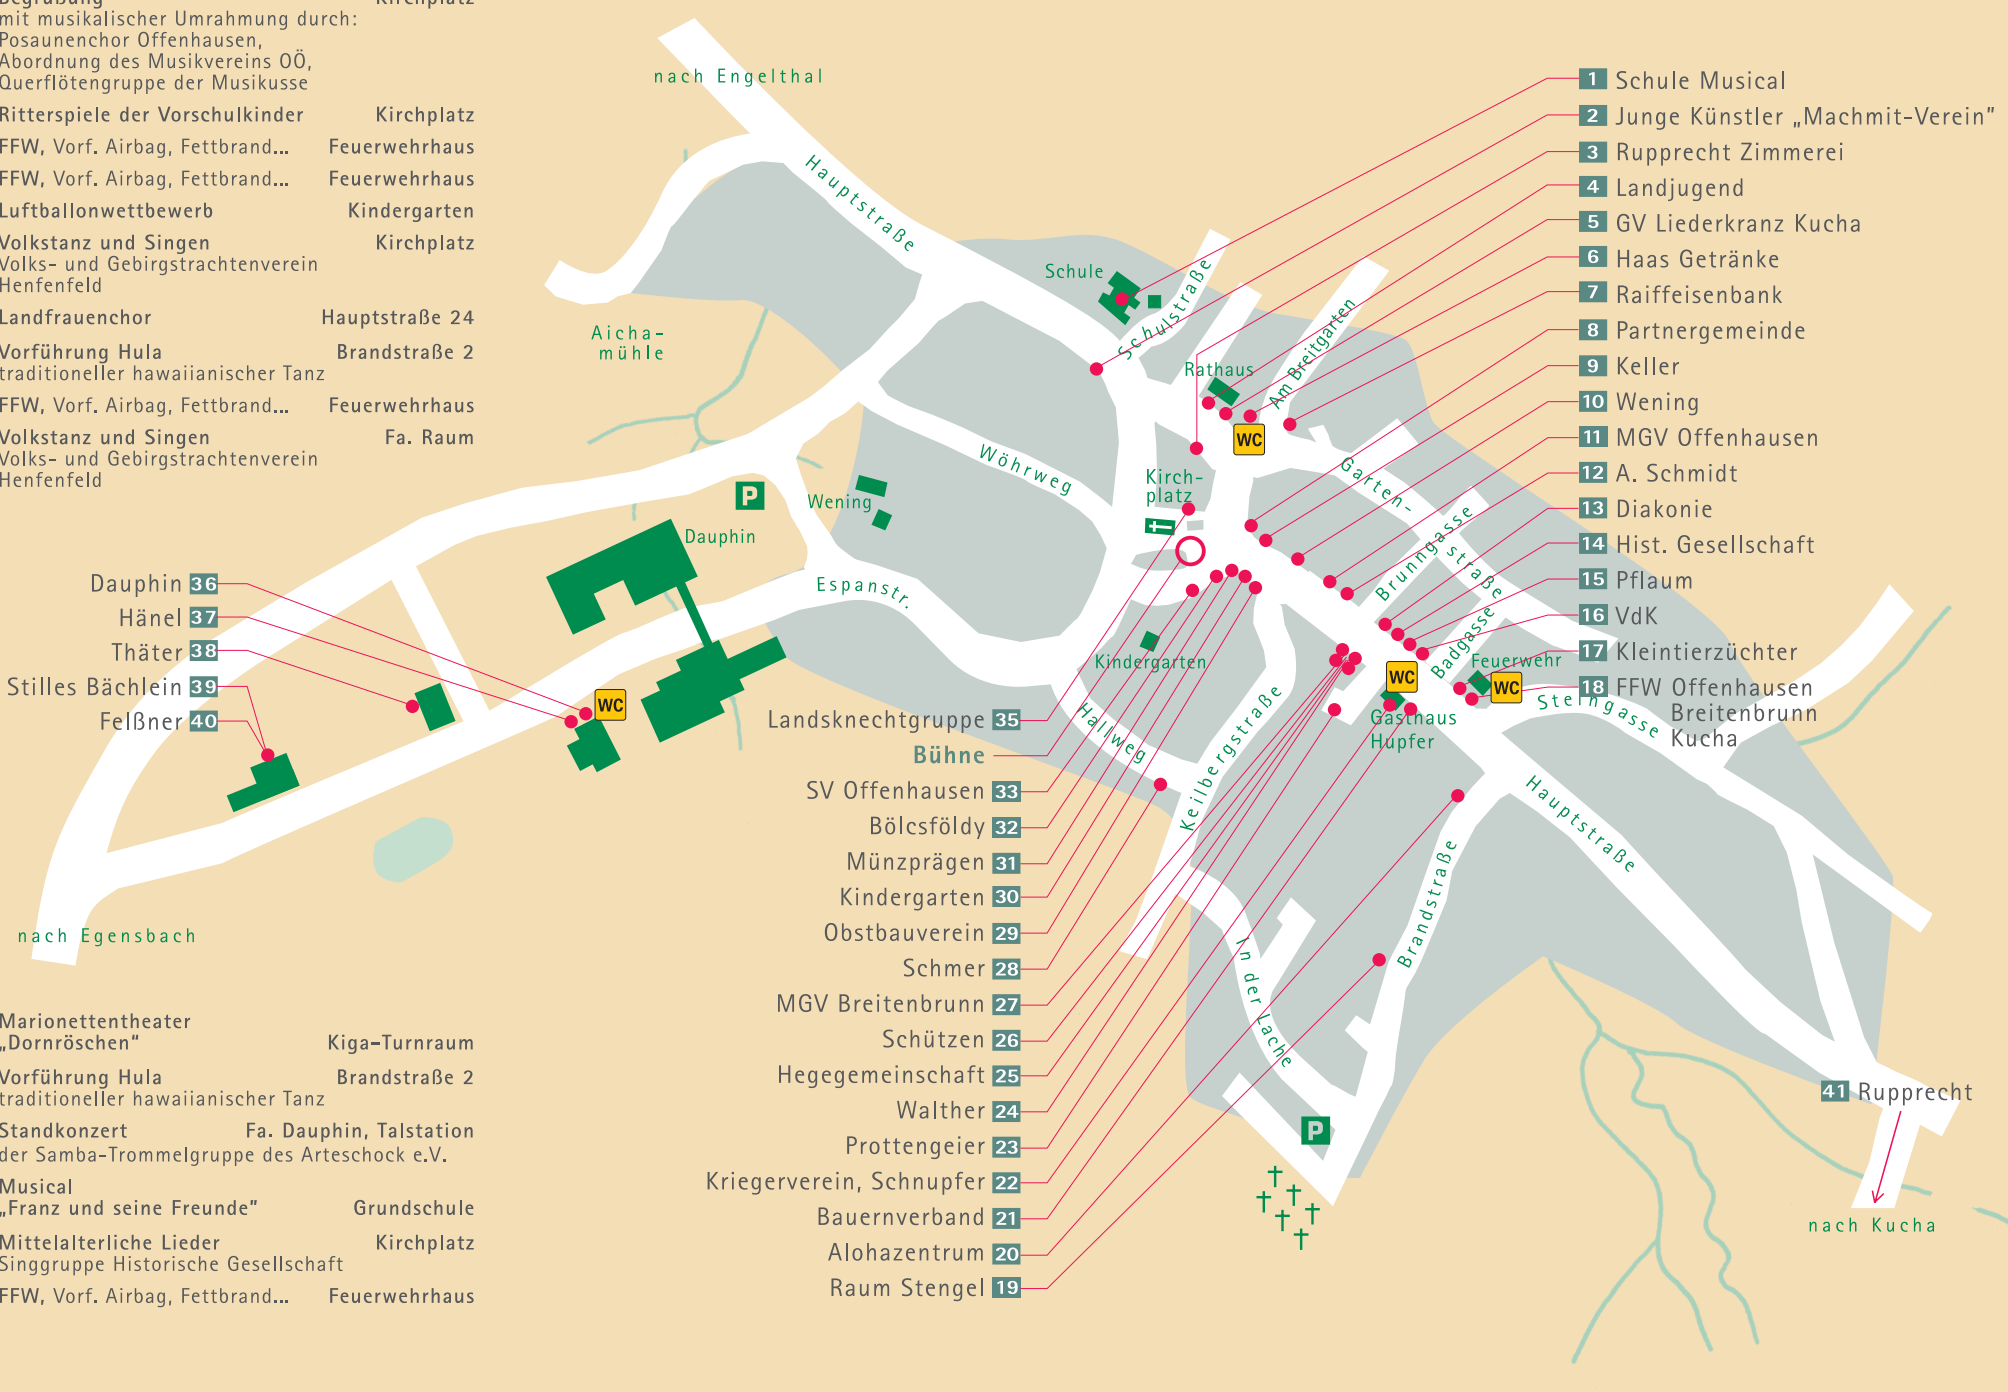 Begrüßung Kirchplatz
mit musikalischer Umrahmung durch:
Posaunenchor Offenhausen,
Abordnung des Musikvereins OÖ,
Querflötengruppe der Musikusse
Ritterspiele der Vorschulkinder Kirchplatz
FFW, Vorf. Airbag, Fettbrand... Feuerwehrhaus
FFW, Vorf. Airbag, Fettbrand... Feuerwehrhaus
Luftballonwettbewerb Kindergarten
Volkstanz und Singen Kirchplatz
Volks- und Gebirgstrachtenverein
Henfenfeld
Landfrauenchor Hauptstraße 24
Vorführung Hula Brandstraße 2
traditioneller hawaiianischer Tanz
FFW, Vorf. Airbag, Fettbrand... Feuerwehrhaus
Volkstanz und Singen Fa. Raum
Volks- und Gebirgstrachtenverein
Henfenfeld
Dauphin 36
Hänel 37
Thäter 38
Stilles Bächlein 39
Felßner 40
nach Egensbach
Marionettentheater
„Dornröschen" Kiga-Turnraum
Vorführung Hula Brandstraße 2
traditioneller hawaiianischer Tanz
Standkonzert Fa. Dauphin, Talstation
der Samba-Trommelgruppe des Arteschock e.V.
Musical
„Franz und seine Freunde" Grundschule
Mittelalterliche Lieder Kirchplatz
Singgruppe Historische Gesellschaft
FFW, Vorf. Airbag, Fettbrand... Feuerwehrhaus
nach Engelthal
Hauptstraße
Aicha-
mühle
Schule
Schulstraße
Rathaus
Am Breitgarten
WC
Wöhrweg
Kirch-
platz
Garten-
straße
P
Wening
Dauphin
Espanstr.
Brunngasse
Badgasse
Kindergarten
Feuerwehr
WC
WC
WC
Steingasse
Gasthaus
Hupfer
Hallweg
Keilbergstraße
Hauptstraße
Brandstraße
In der Lache
P
1 Schule Musical
2 Junge Künstler „Machmit-Verein"
3 Rupprecht Zimmerei
4 Landjugend
5 GV Liederkranz Kucha
6 Haas Getränke
7 Raiffeisenbank
8 Partnergemeinde
9 Keller
10 Wening
11 MGV Offenhausen
12 A. Schmidt
13 Diakonie
14 Hist. Gesellschaft
15 Pflaum
16 VdK
17 Kleintierzüchter
18 FFW Offenhausen
Breitenbrunn
Kucha
Landsknechtgruppe 35
Bühne
SV Offenhausen 33
Bölcsföldy 32
Münzprägen 31
Kindergarten 30
Obstbauverein 29
Schmer 28
MGV Breitenbrunn 27
Schützen 26
Hegegemeinschaft 25
Walther 24
Prottengeier 23
Kriegerverein, Schnupfer 22
Bauernverband 21
Alohazentrum 20
Raum Stengel 19
41 Rupprecht
nach Kucha